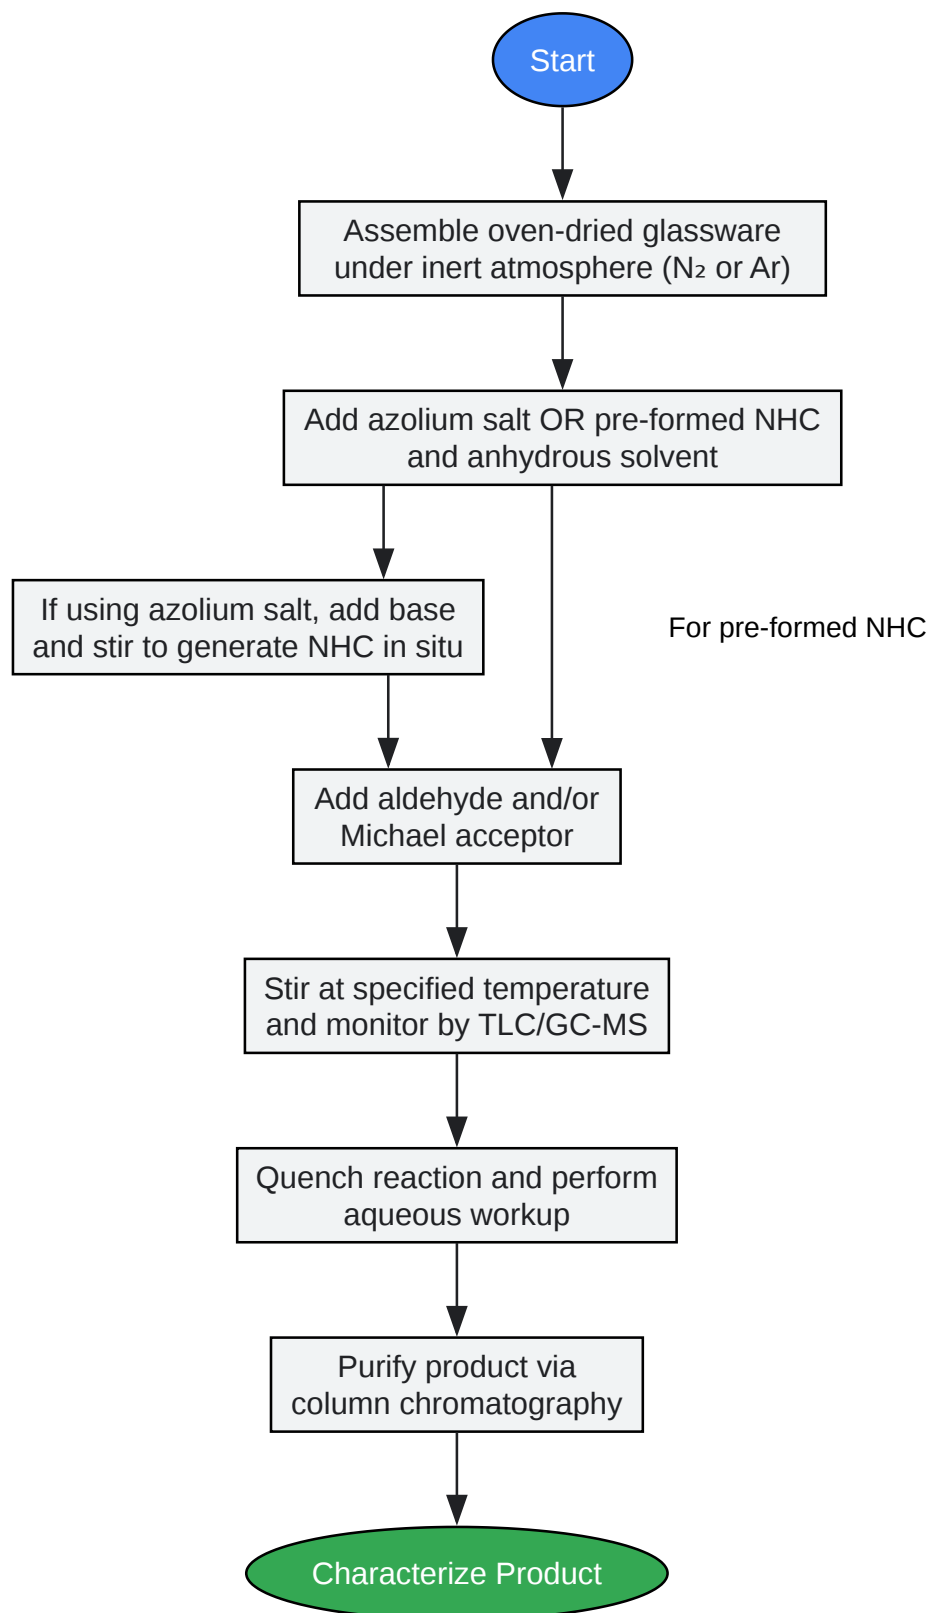 Start
Assemble oven-dried glassware
under inert atmosphere (N₂ or Ar)
Add azolium salt OR pre-formed NHC
and anhydrous solvent
If using azolium salt, add base
and stir to generate NHC in situ
For pre-formed NHC
Add aldehyde and/or
Michael acceptor
Stir at specified temperature
and monitor by TLC/GC-MS
Quench reaction and perform
aqueous workup
Purify product via
column chromatography
Characterize Product